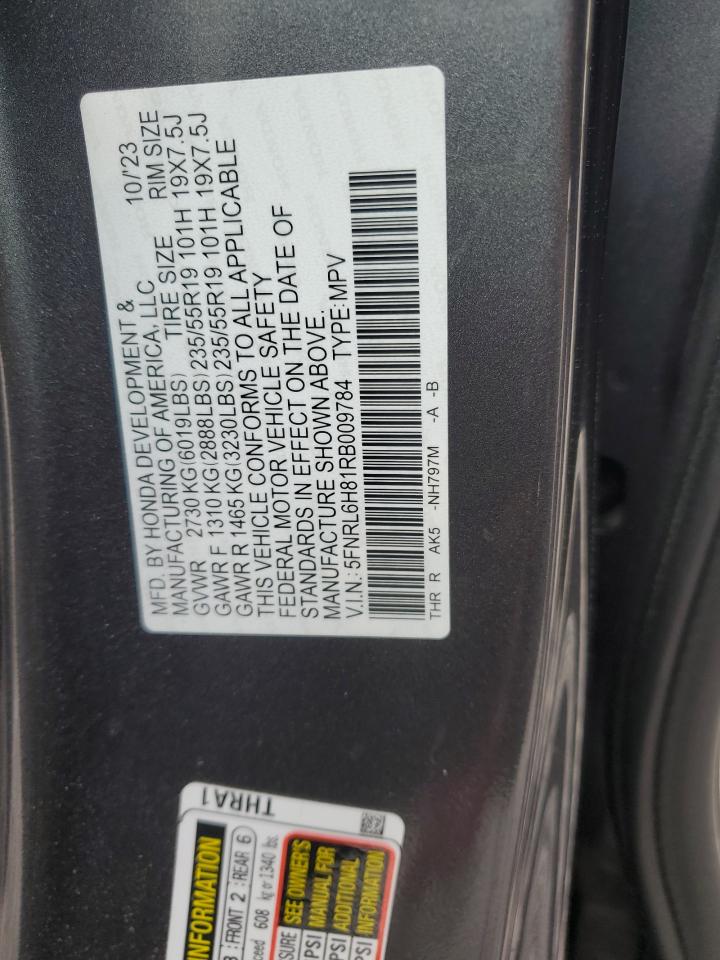 MFD. BY HONDA DEVELOPMENT &
MANUFACTURING OF AMERICA, LLC 10/'23
GVWR 2730 KG (6019LBS) TIRE SIZE RIM SIZE
GAWR F 1310 KG (2888LBS) 235/55R19 101H 19X7.5J
GAWR R 1465 KG (3230LBS) 235/55R19 101H 19X7.5J
THIS VEHICLE CONFORMS TO ALL APPLICABLE
FEDERAL MOTOR VEHICLE SAFETY
STANDARDS IN EFFECT ON THE DATE OF
MANUFACTURE SHOWN ABOVE.
V.I.N.: 5FNRL6H81RB009784 TYPE: MPV
THR R AK5 -NH797M -A -B
THRA1
INFORMATION
FRONT 2 : REAR 6
608 kg or 1340 lbs.
SEE OWNER'S
PSI MANUAL FOR
PSI ADDITIONAL
PSI INFORMATION